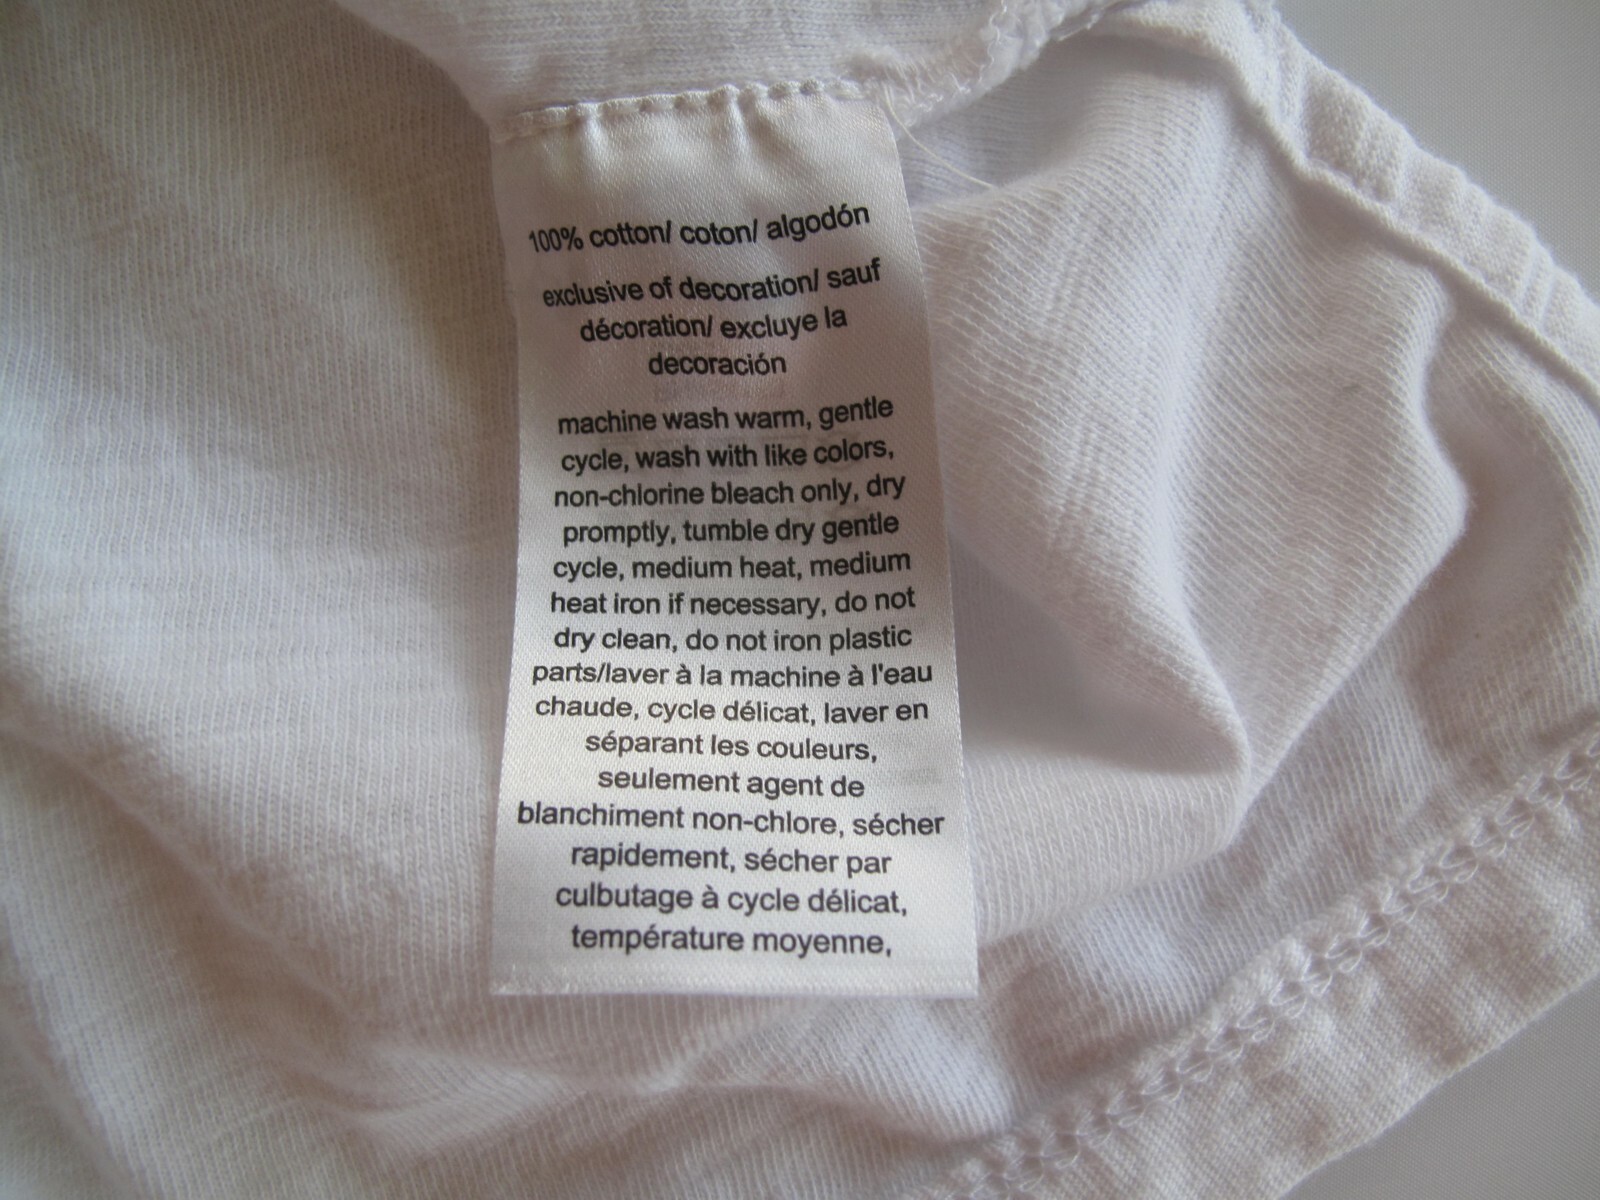 100% cotton/ coton/ algodón
exclusive of decoration/ sauf
décoration/ excluye la
decoración
machine wash warm, gentle
cycle, wash with like colors,
non-chlorine bleach only, dry
promptly, tumble dry gentle
cycle, medium heat, medium
heat iron if necessary, do not
dry clean, do not iron plastic
parts/laver à la machine à l'eau
chaude, cycle délicat, laver en
séparant les couleurs,
seulement agent de
blanchiment non-chlore, sécher
rapidement, sécher par
culbutage à cycle délicat,
température moyenne,